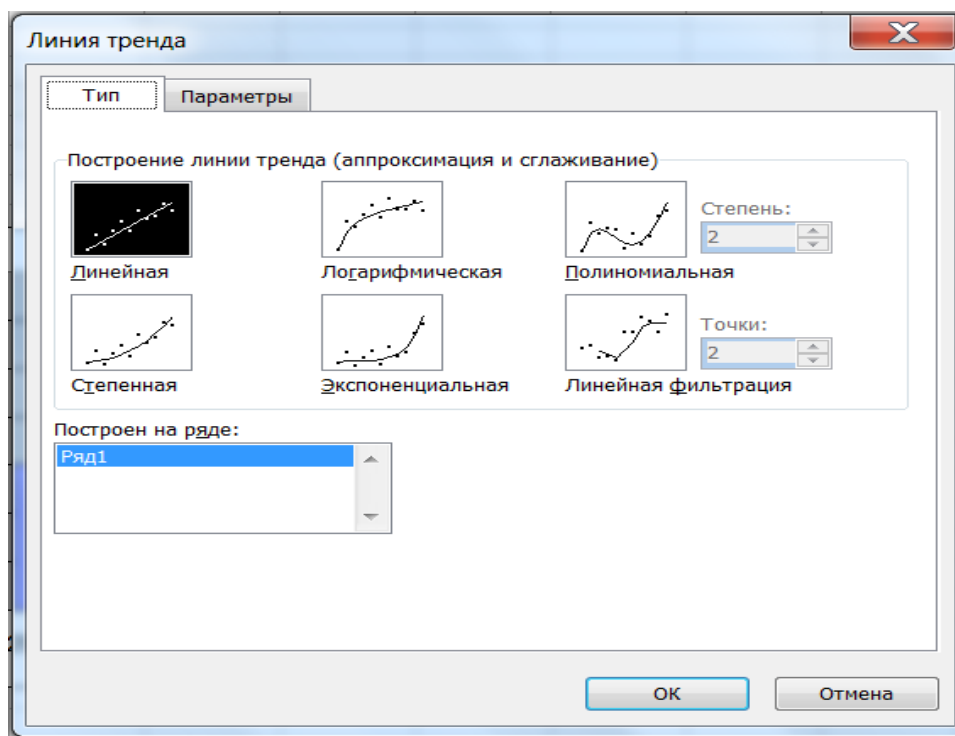 Линия тренда
Тип Параметры
Построение линии тренда (аппроксимация и сглаживание)
Степень:
2
Линейная Логарифмическая Полиномиальная
Точки:
2
Степенная Экспоненциальная Линейная фильтрация
Построен на ряде:
Ряд1
ОК Отмена